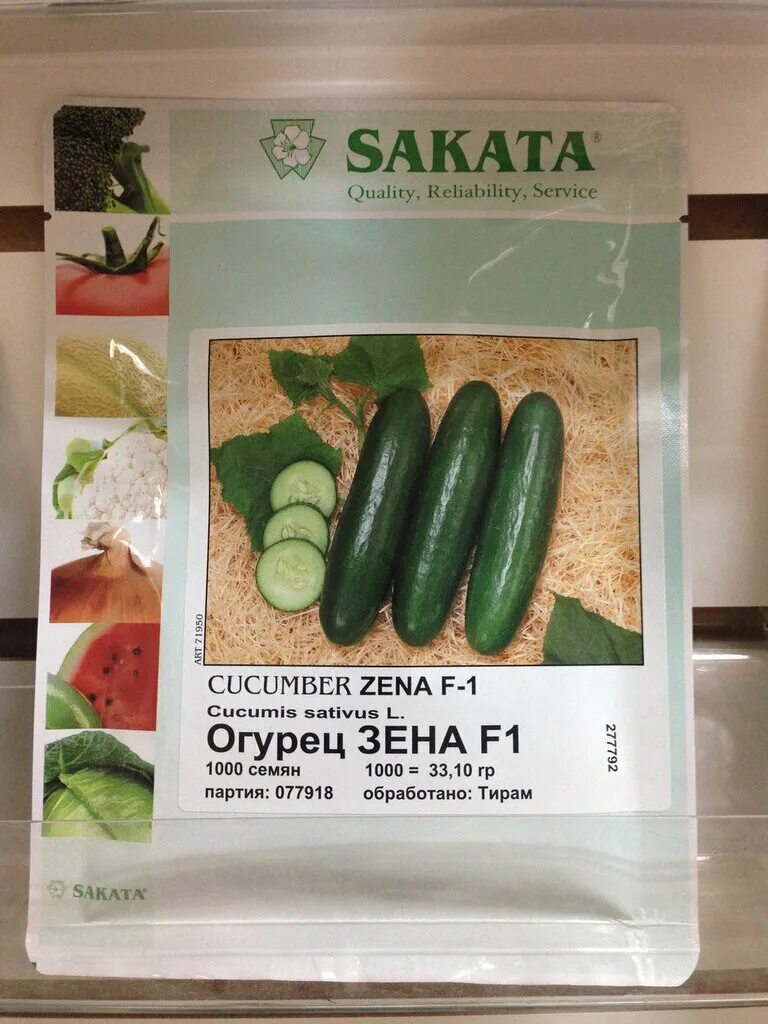 SAKATA®
Quality, Reliability, Service
ART 71950
CUCUMBER ZENA F-1
Cucumis sativus L.
Огурец ЗЕНА F1
1000 семян 1000 = 33,10 гр
партия: 077918 обработано: Тирам
277792
SAKATA®